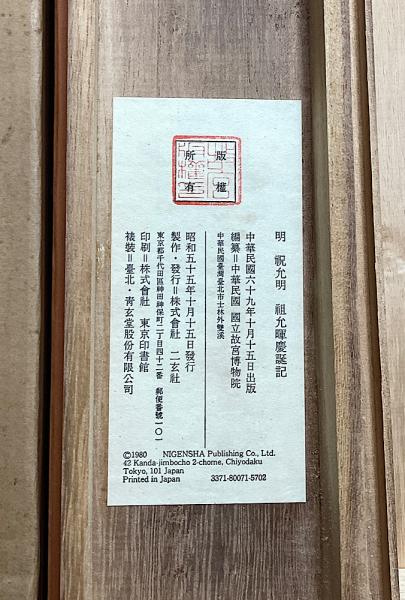 版權
所有
明 祝允明 祖允暉慶誕記
中華民國六十九年十月十五日出版
編纂＝中華民國 國立故宮博物院
中華民國臺灣臺北市士林外雙溪
昭和五十五年十月十五日發行
製作・發行＝株式會社 二玄社
東京都千代田區神田神保町二丁目四十二番 郵便番號一〇一
印刷＝株式會社 東京印書館
裱裝＝臺北・靑玄堂股份有限公司
©1980 NIGENSHA Publishing Co., Ltd.
42 Kanda-jimbocho 2-chome, Chiyodaku
Tokyo, 101 Japan
Printed in Japan 3371-80071-5702